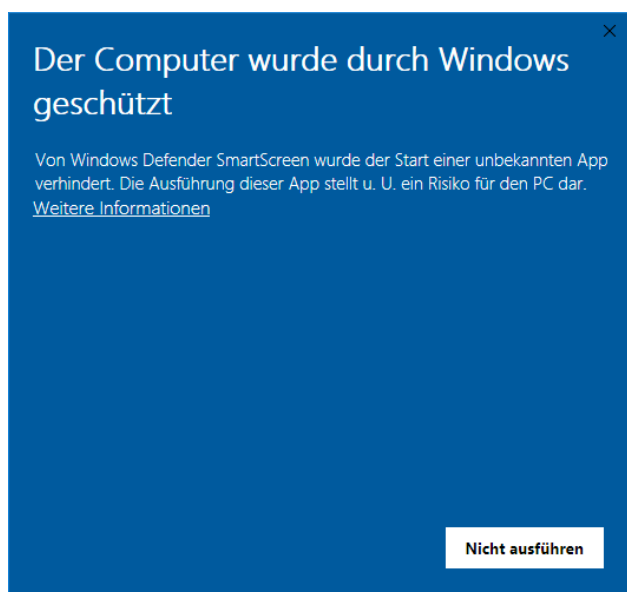 Der Computer wurde durch Windows
geschützt
Von Windows Defender SmartScreen wurde der Start einer unbekannten App
verhindert. Die Ausführung dieser App stellt u. U. ein Risiko für den PC dar.
Weitere Informationen
Nicht ausführen